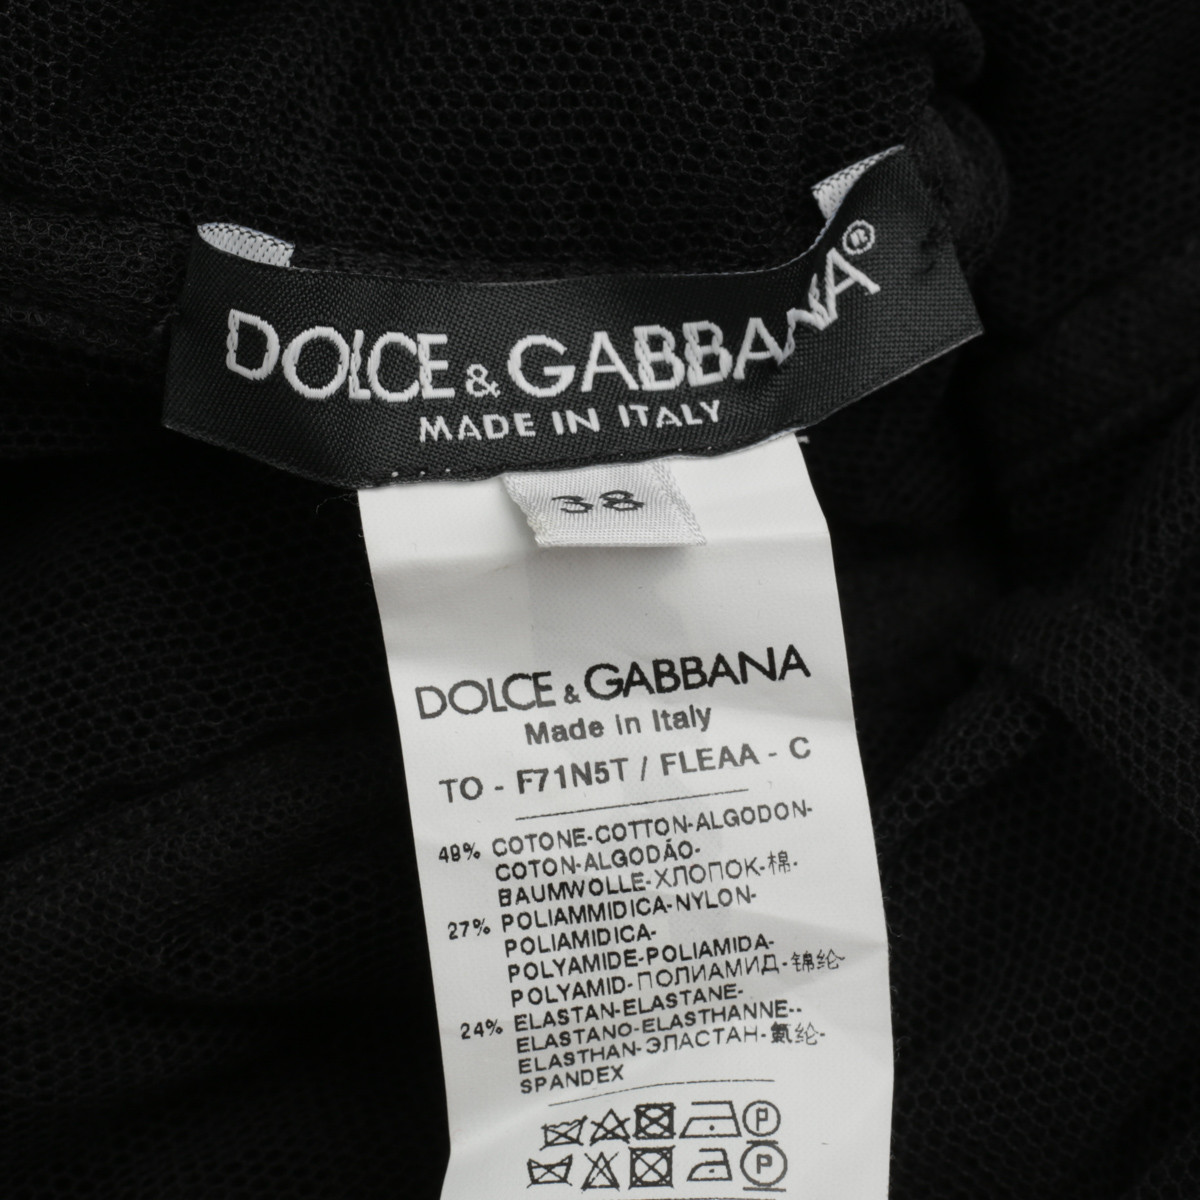 DOLCE & GABBANA®
MADE IN ITALY
38
DOLCE & GABBANA
Made in Italy
TO - F71N5T / FLEAA - C
49% COTONE-COTTON-ALGODON-
COTON-ALGODÃO-
BAUMWOLLE-ХЛОПОК-棉-
27% POLIAMMIDICA-NYLON-
POLIAMIDICA-
POLYAMIDE-POLIAMIDA-
POLYAMID-ПОЛИАМИД-锦纶-
24% ELASTAN-ELASTANE-
ELASTANO-ELASTHANNE--
ELASTHAN-ЭЛАСТАН-氨纶-
SPANDEX
P
P